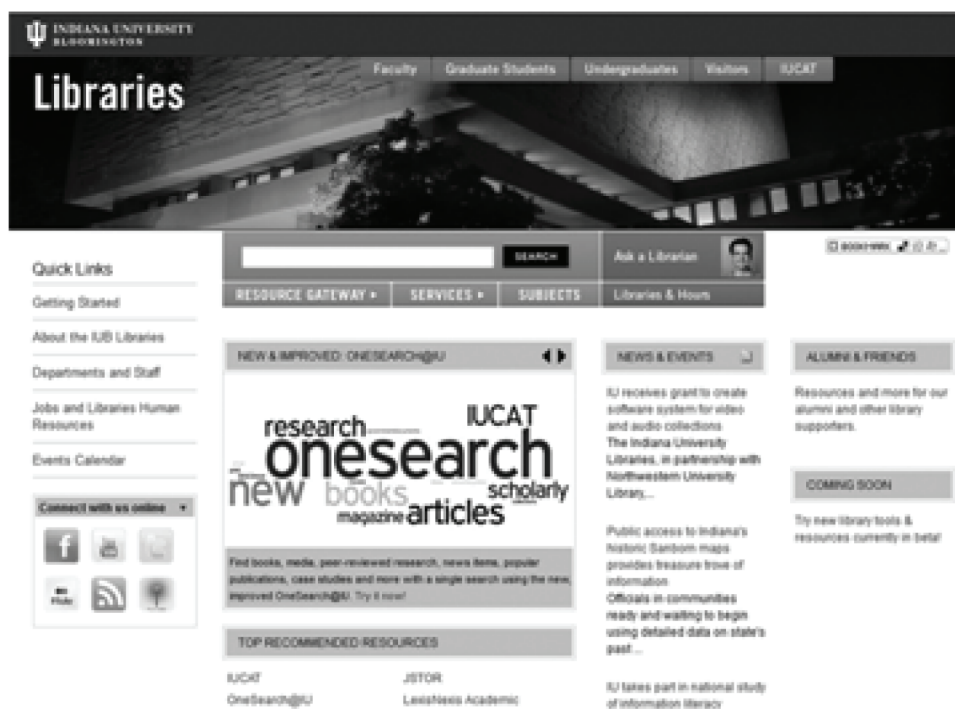 INDIANA UNIVERSITY
BLOOMINGTON
Libraries
Faculty
Graduate Students
Undergraduates
Visitors
IUCAT
SEARCH
Ask a Librarian
RESOURCE GATEWAY
SERVICES
SUBJECTS
Libraries & Hours
Quick Links
Getting Started
About the IUB Libraries
Departments and Staff
Jobs and Libraries Human
Resources
Events Calendar
Connect with us online
flickr
NEW & IMPROVED: ONESEARCH@IU
research
IUCAT
onesearch
new
books
scholarly
magazine
articles
Find books, media, peer-reviewed research, news items, popular
publications, case studies and more with a single search using the new,
improved OneSearch@IU. Try it now!
TOP RECOMMENDED RESOURCES
IUCAT
JSTOR
OneSearch@IU
LexisNexis Academic
NEWS & EVENTS
IU receives grant to create
software system for video
and audio collections
The Indiana University
Libraries, in partnership with
Northwestern University
Library,...
Public access to Indiana's
historic Sanborn maps
provides treasure trove of
information
Officials in communities
ready and waiting to begin
using detailed data on state's
past ...
IU takes part in national study
of information literacy
BOOKMARK
ALUMNI & FRIENDS
Resources and more for our
alumni and other library
supporters.
COMING SOON
Try new library tools &
resources currently in beta!